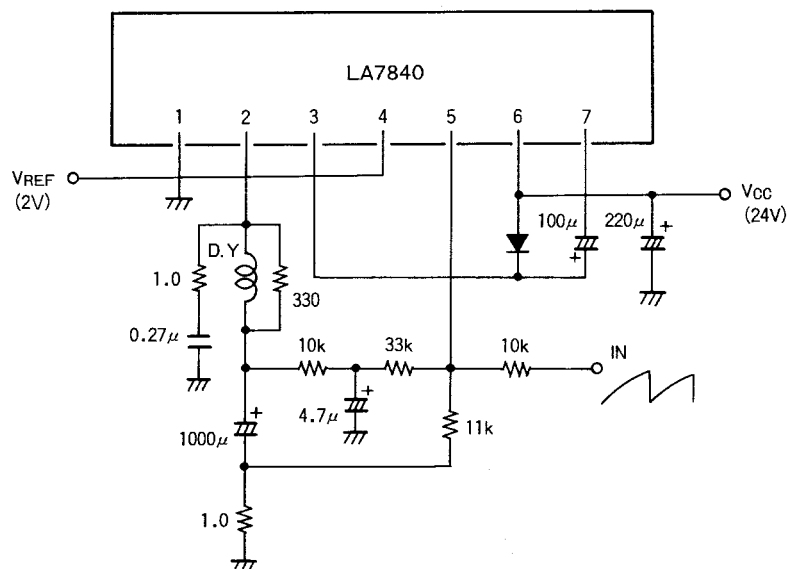 LA7840
1 2 3 4 5 6 7
VREF
(2V)
VCC
(24V)
100μ 220μ
+
+
D.Y
1.0
330
0.27μ
10k 33k 10k IN
+
4.7μ
+
1000μ
11k
1.0